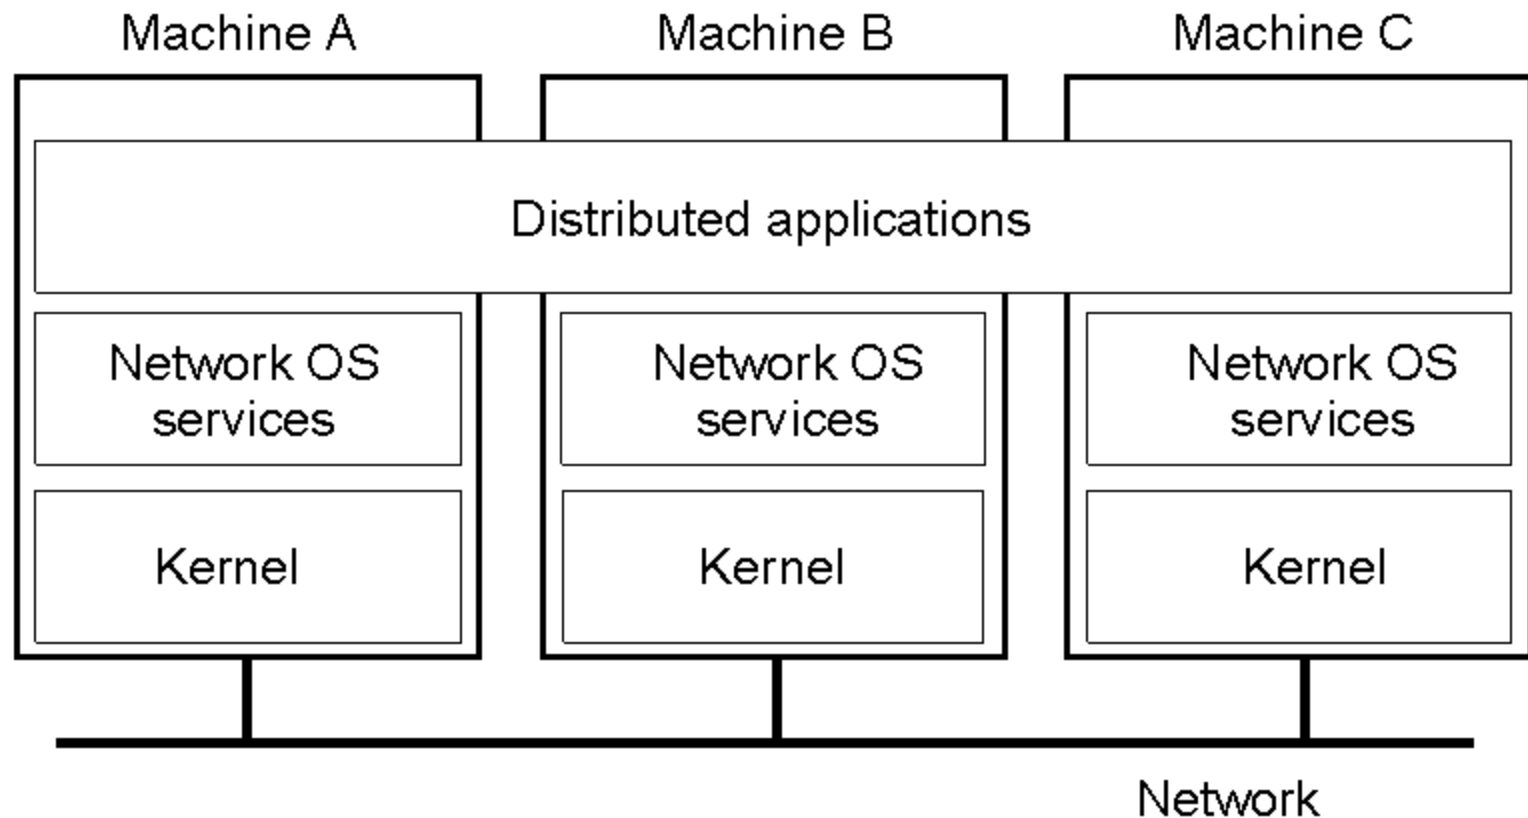 Machine A
Machine B
Machine C
Distributed applications
Network OS
services
Network OS
services
Network OS
services
Kernel
Kernel
Kernel
Network